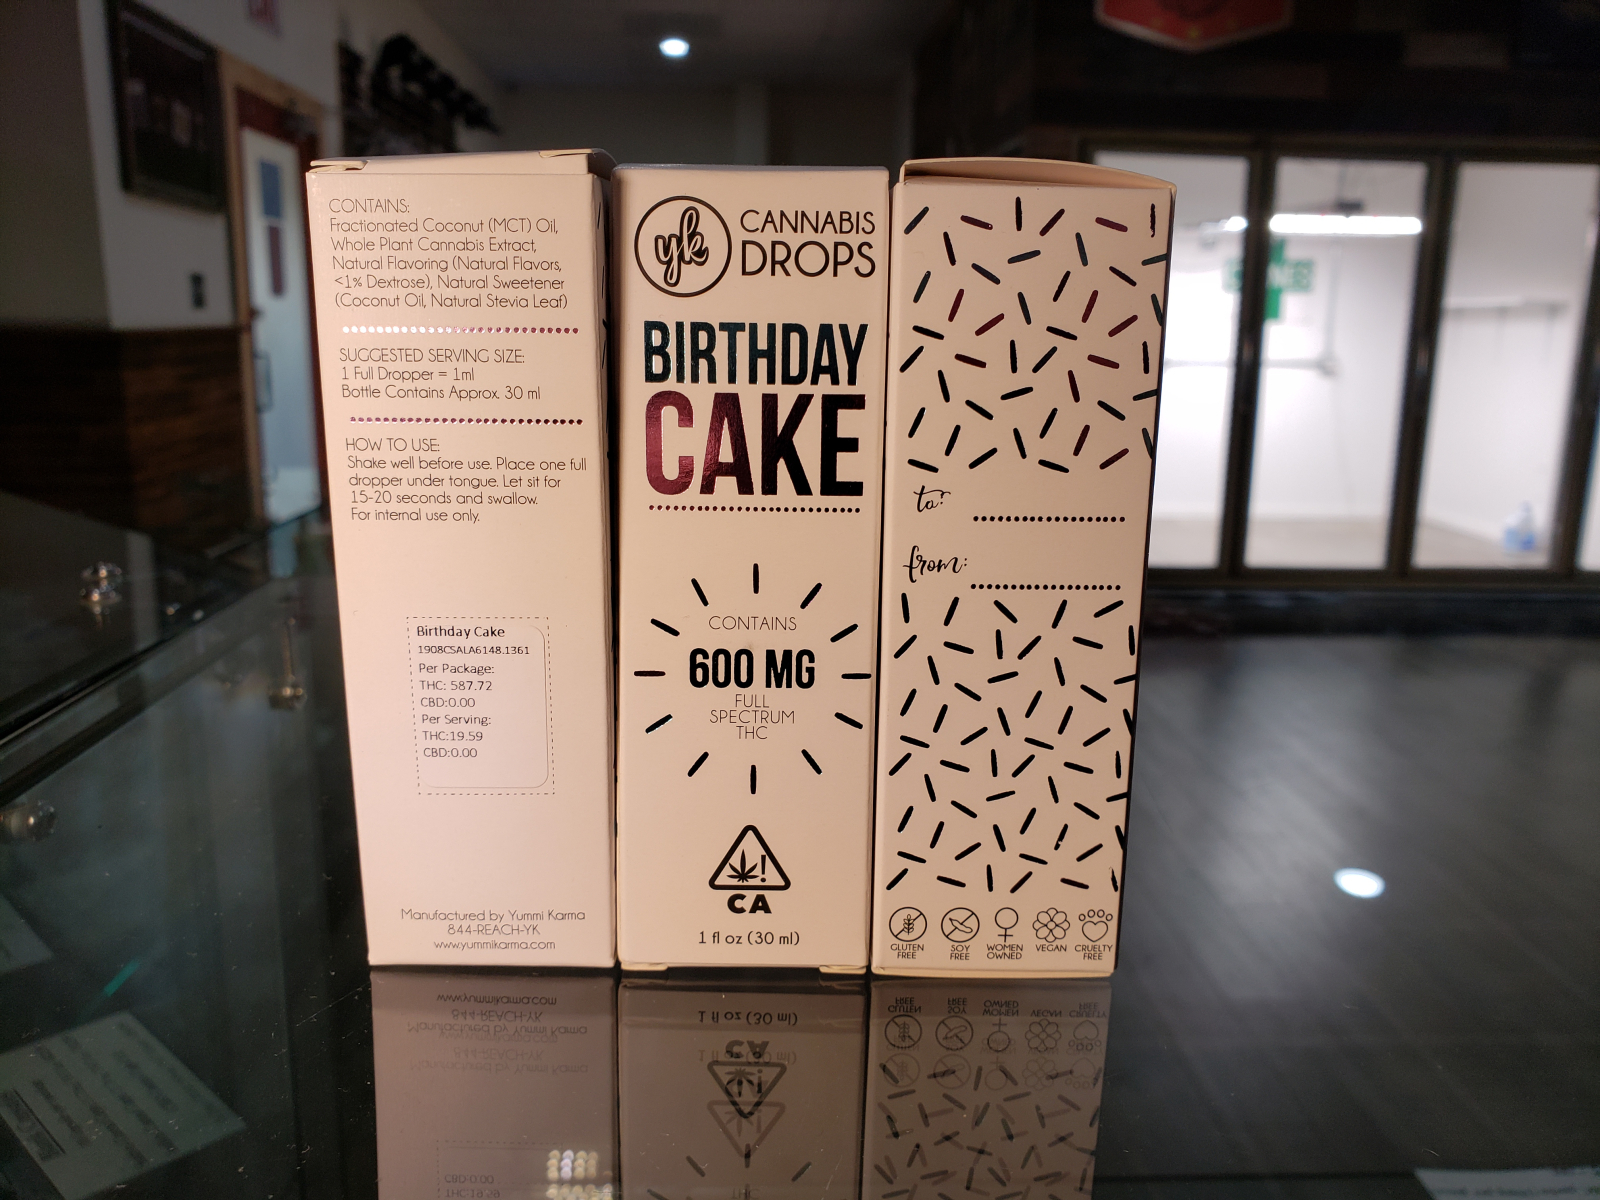 CONTAINS:
Fractionated Coconut (MCT) Oil,
Whole Plant Cannabis Extract,
Natural Flavoring (Natural Flavors,
<1% Dextrose), Natural Sweetener
(Coconut Oil, Natural Stevia Leaf)
SUGGESTED SERVING SIZE:
1 Full Dropper = 1ml
Bottle Contains Approx. 30 ml
HOW TO USE:
Shake well before use. Place one full
dropper under tongue. Let sit for
15-20 seconds and swallow.
For internal use only.
Birthday Cake
1908CSALA6148.1361
Per Package:
THC: 587.72
CBD:0.00
Per Serving:
THC:19.59
CBD:0.00
Manufactured by Yummi Karma
844-REACH-YK
www.yummikarma.com
yk
CANNABIS
DROPS
BIRTHDAY
CAKE
CONTAINS
600 MG
FULL
SPECTRUM
THC
!
CA
1 fl oz (30 ml)
to:
from:
GLUTEN
FREE
SOY
FREE
WOMEN
OWNED
VEGAN
CRUELTY
FREE